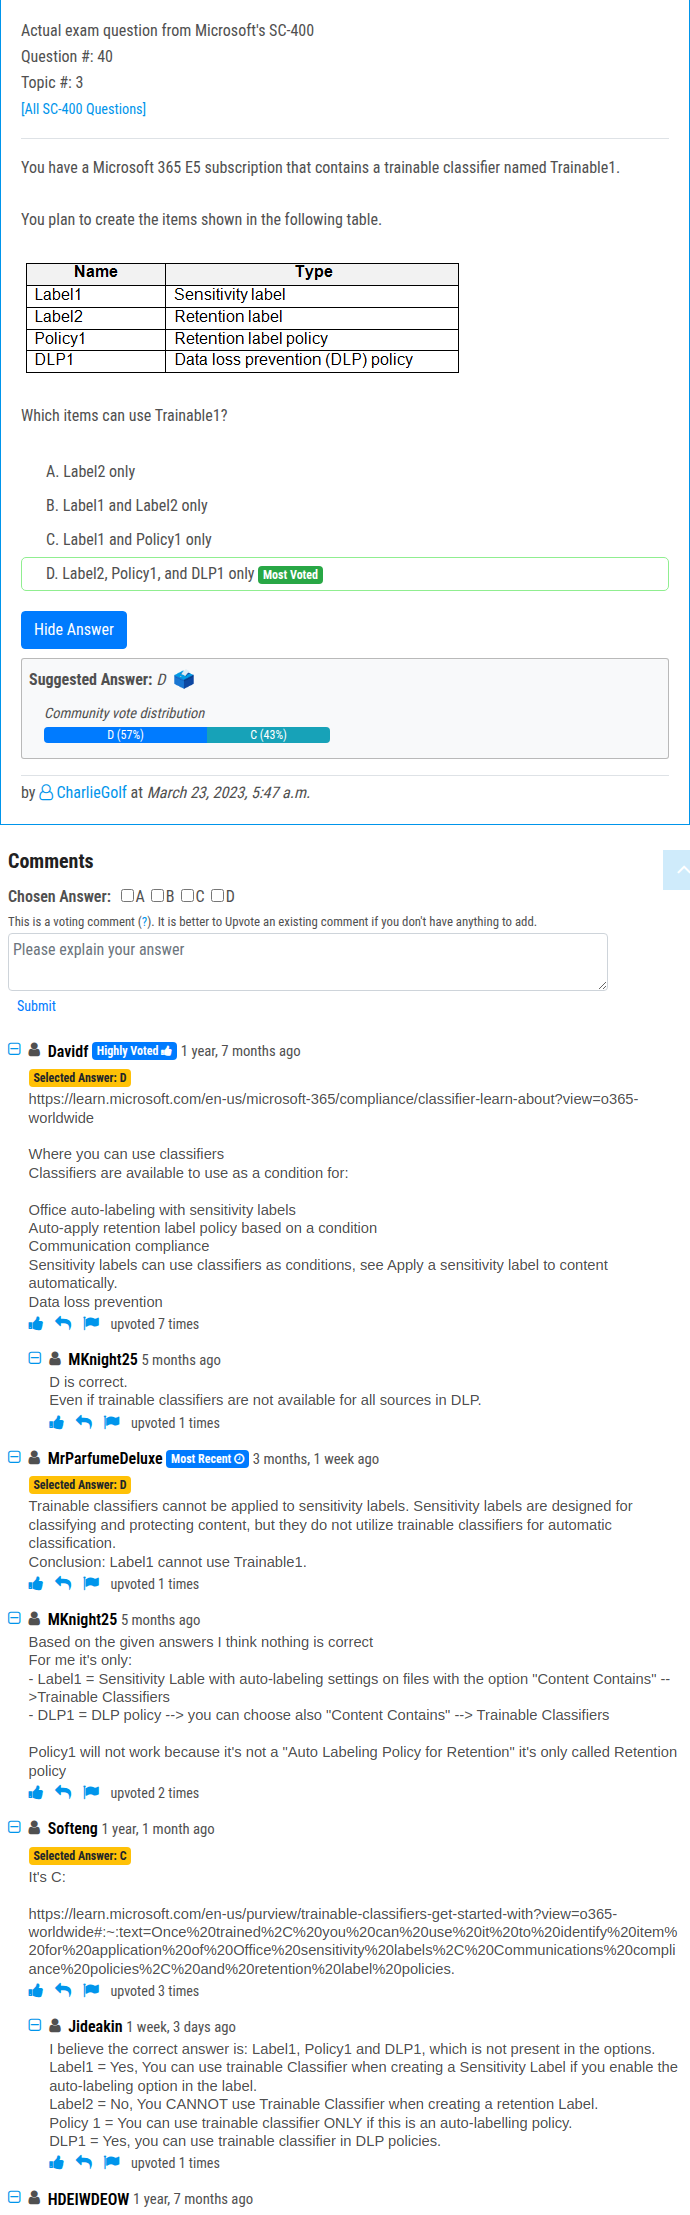 Actual exam question from Microsoft's SC-400
Question #: 40
Topic #: 3
[All SC-400 Questions]
You have a Microsoft 365 E5 subscription that contains a trainable classifier named Trainable1.
You plan to create the items shown in the following table.
Name Type
Label1 Sensitivity label
Label2 Retention label
Policy1 Retention label policy
DLP1 Data loss prevention (DLP) policy
Which items can use Trainable1?
A. Label2 only
B. Label1 and Label2 only
C. Label1 and Policy1 only
D. Label2, Policy1, and DLP1 only Most Voted
Hide Answer
Suggested Answer: D
Community vote distribution
D (57%) C (43%)
by CharlieGolf at March 23, 2023, 5:47 a.m.
Comments
Chosen Answer: A B C D
This is a voting comment (?). It is better to Upvote an existing comment if you don't have anything to add.
Please explain your answer
Submit
Davidf Highly Voted 1 year, 7 months ago
Selected Answer: D
https://learn.microsoft.com/en-us/microsoft-365/compliance/classifier-learn-about?view=o365-
worldwide
Where you can use classifiers
Classifiers are available to use as a condition for:
Office auto-labeling with sensitivity labels
Auto-apply retention label policy based on a condition
Communication compliance
Sensitivity labels can use classifiers as conditions, see Apply a sensitivity label to content
automatically.
Data loss prevention
upvoted 7 times
MKnight25 5 months ago
D is correct.
Even if trainable classifiers are not available for all sources in DLP.
upvoted 1 times
MrParfumeDeluxe Most Recent 3 months, 1 week ago
Selected Answer: D
Trainable classifiers cannot be applied to sensitivity labels. Sensitivity labels are designed for
classifying and protecting content, but they do not utilize trainable classifiers for automatic
classification.
Conclusion: Label1 cannot use Trainable1.
upvoted 1 times
MKnight25 5 months ago
Based on the given answers I think nothing is correct
For me it's only:
- Label1 = Sensitivity Lable with auto-labeling settings on files with the option "Content Contains" --
>Trainable Classifiers
- DLP1 = DLP policy --> you can choose also "Content Contains" --> Trainable Classifiers
Policy1 will not work because it's not a "Auto Labeling Policy for Retention" it's only called Retention
policy
upvoted 2 times
Softeng 1 year, 1 month ago
Selected Answer: C
It's C:
https://learn.microsoft.com/en-us/purview/trainable-classifiers-get-started-with?view=o365-
worldwide#:~:text=Once%20trained%2C%20you%20can%20use%20it%20to%20identify%20item%
20for%20application%20of%20Office%20sensitivity%20labels%2C%20Communications%20compli
ance%20policies%2C%20and%20retention%20label%20policies.
upvoted 3 times
Jideakin 1 week, 3 days ago
I believe the correct answer is: Label1, Policy1 and DLP1, which is not present in the options.
Label1 = Yes, You can use trainable Classifier when creating a Sensitivity Label if you enable the
auto-labeling option in the label.
Label2 = No, You CANNOT use Trainable Classifier when creating a retention Label.
Policy 1 = You can use trainable classifier ONLY if this is an auto-labelling policy.
DLP1 = Yes, you can use trainable classifier in DLP policies.
upvoted 1 times
HDEIWDEOW 1 year, 7 months ago